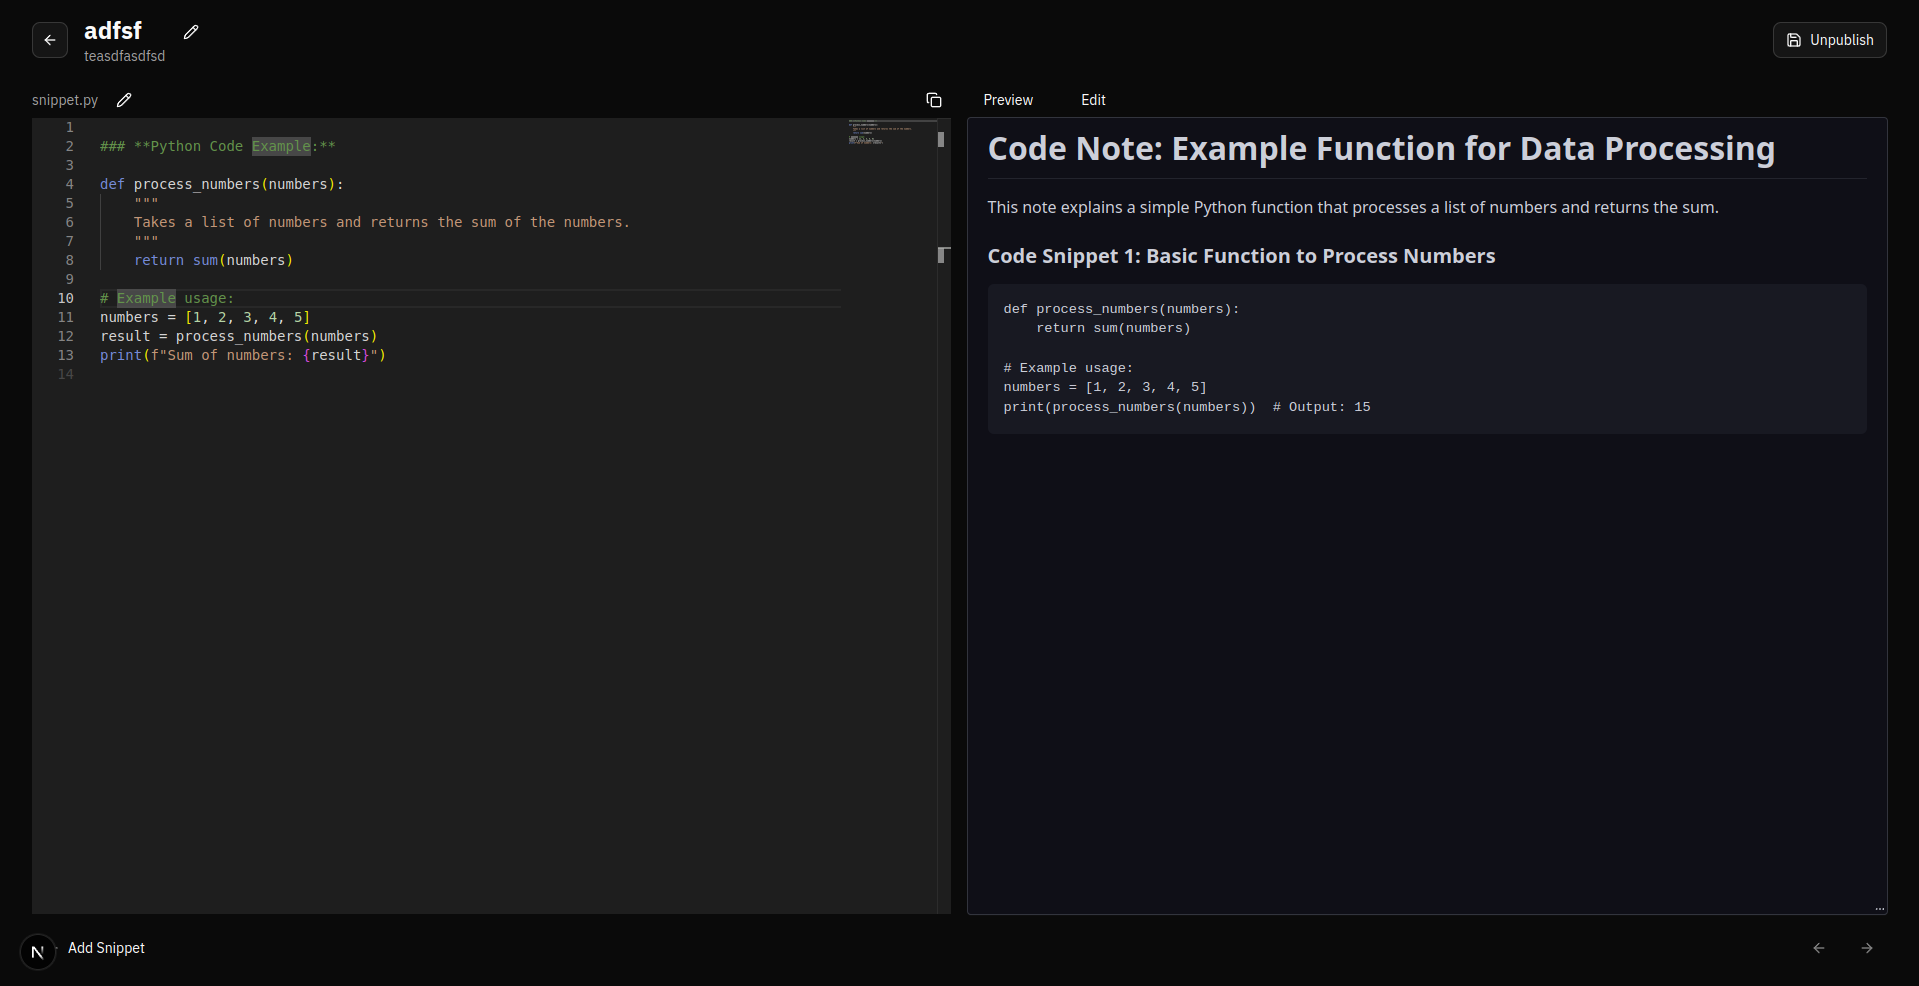 adfsf
teasdfasdfsd
Unpublish
snippet.py
Preview Edit
1
2 ### **Python Code Example:**
3
4 def process_numbers(numbers):
5     """
6     Takes a list of numbers and returns the sum of the numbers.
7     """
8     return sum(numbers)
9
10 # Example usage:
11 numbers = [1, 2, 3, 4, 5]
12 result = process_numbers(numbers)
13 print(f"Sum of numbers: {result}")
14
Code Note: Example Function for Data Processing
This note explains a simple Python function that processes a list of numbers and returns the sum.
Code Snippet 1: Basic Function to Process Numbers
def process_numbers(numbers):
    return sum(numbers)
# Example usage:
numbers = [1, 2, 3, 4, 5]
print(process_numbers(numbers))  # Output: 15
N Add Snippet